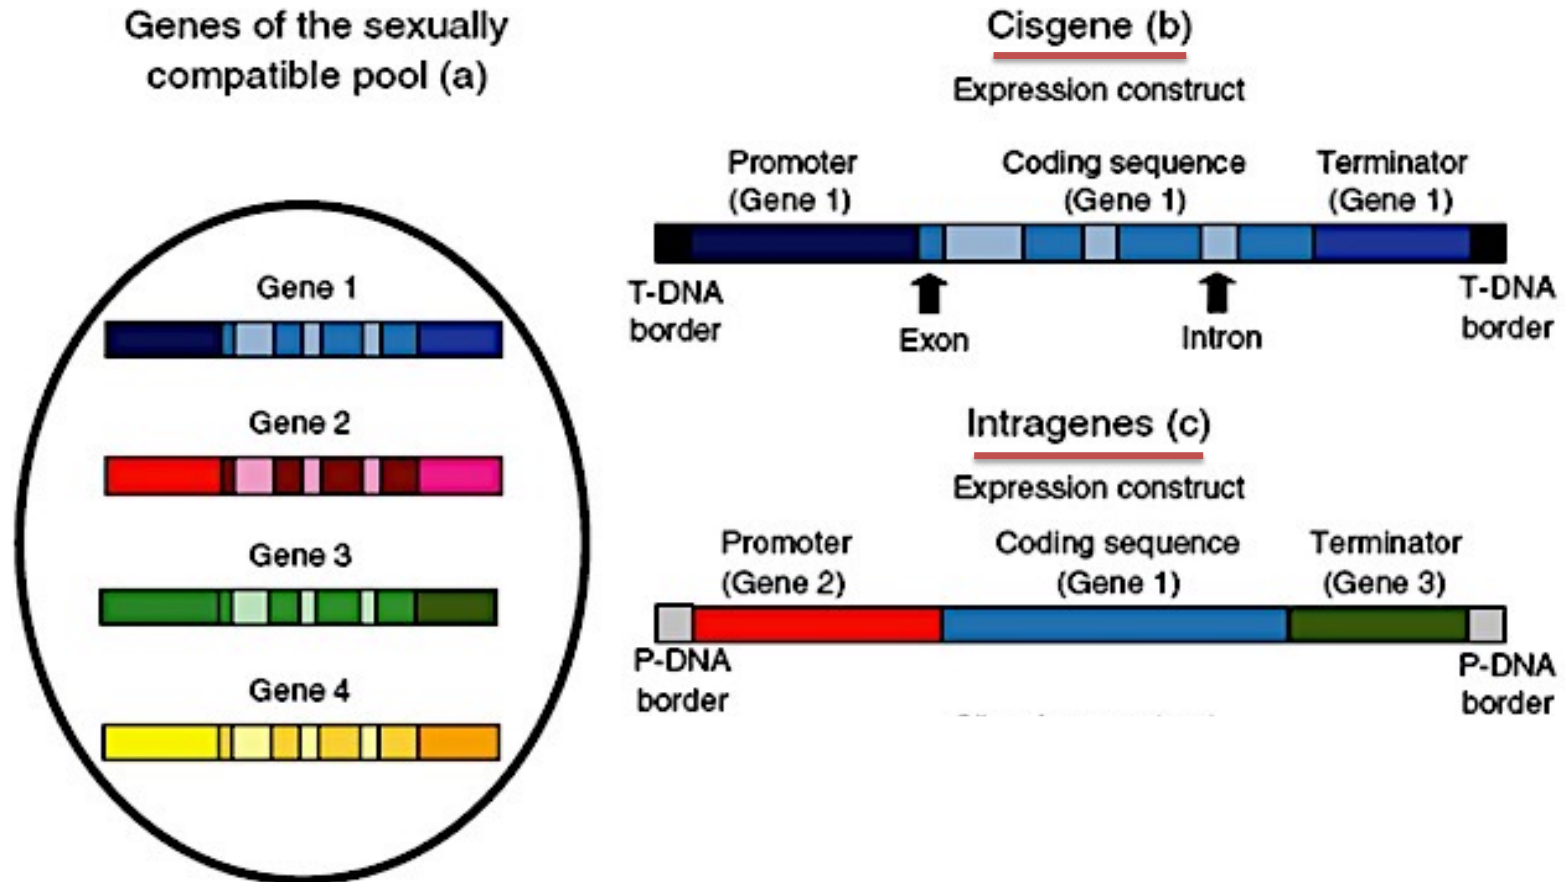 Genes of the sexually
compatible pool (a)
Gene 1
Gene 2
Gene 3
Gene 4
Cisgene (b)
Expression construct
Promoter
(Gene 1)
Coding sequence
(Gene 1)
Terminator
(Gene 1)
T-DNA
border
Exon
Intron
T-DNA
border
Intragenes (c)
Expression construct
Promoter
(Gene 2)
Coding sequence
(Gene 1)
Terminator
(Gene 3)
P-DNA
border
P-DNA
border